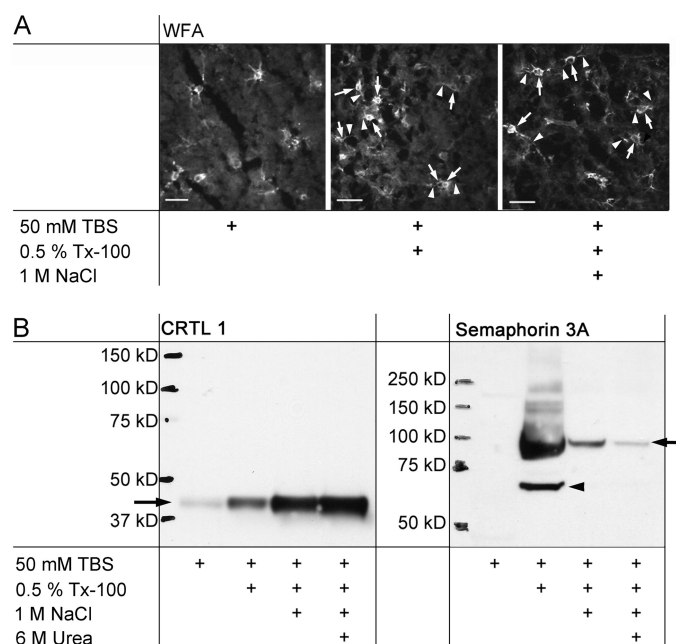 A
WFA
50 mM TBS + + +
0.5 % Tx-100 + +
1 M NaCl +
B
CRTL 1
Semaphorin 3A
150 kD
100 kD
75 kD
50 kD
37 kD
250 kD
150 kD
100 kD
75 kD
50 kD
50 mM TBS + + + + + + + +
0.5 % Tx-100 + + + + + +
1 M NaCl + + + +
6 M Urea + +